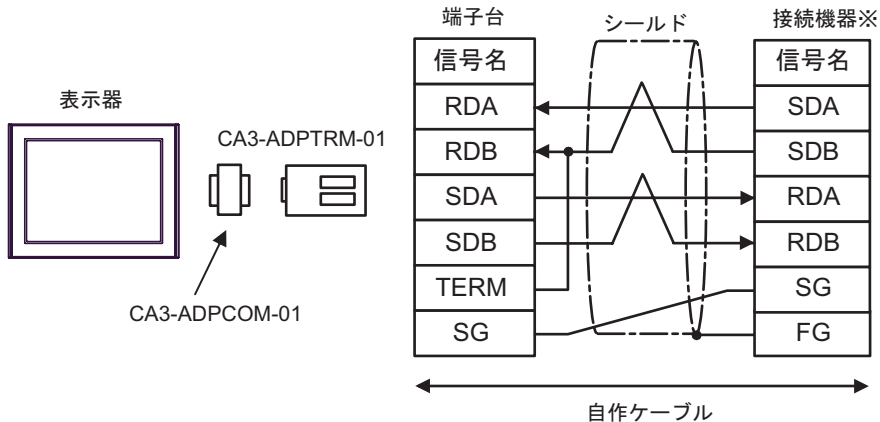 表示器
CA3-ADPTRM-01
CA3-ADPCOM-01
端子台
シールド
接続機器※
信号名
信号名
RDA
SDA
RDB
SDB
SDA
RDA
SDB
RDB
TERM
SG
SG
FG
自作ケーブル